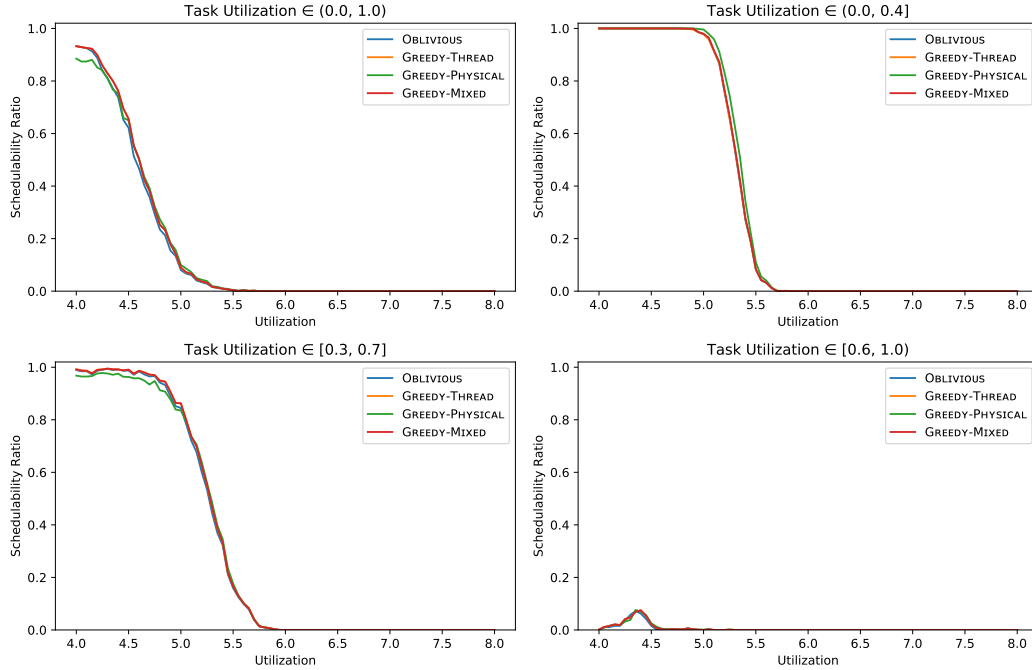 Task Utilization ∈ (0.0, 1.0)
1.0
0.8
0.6
0.4
0.2
0.0
Schedulability Ratio
Oblivious
Greedy-Thread
Greedy-Physical
Greedy-Mixed
4.0 4.5 5.0 5.5 6.0 6.5 7.0 7.5 8.0
Utilization
Task Utilization ∈ (0.0, 0.4]
1.0
0.8
0.6
0.4
0.2
0.0
Schedulability Ratio
Oblivious
Greedy-Thread
Greedy-Physical
Greedy-Mixed
4.0 4.5 5.0 5.5 6.0 6.5 7.0 7.5 8.0
Utilization
Task Utilization ∈ [0.3, 0.7]
1.0
0.8
0.6
0.4
0.2
0.0
Schedulability Ratio
Oblivious
Greedy-Thread
Greedy-Physical
Greedy-Mixed
4.0 4.5 5.0 5.5 6.0 6.5 7.0 7.5 8.0
Utilization
Task Utilization ∈ [0.6, 1.0)
1.0
0.8
0.6
0.4
0.2
0.0
Schedulability Ratio
Oblivious
Greedy-Thread
Greedy-Physical
Greedy-Mixed
4.0 4.5 5.0 5.5 6.0 6.5 7.0 7.5 8.0
Utilization